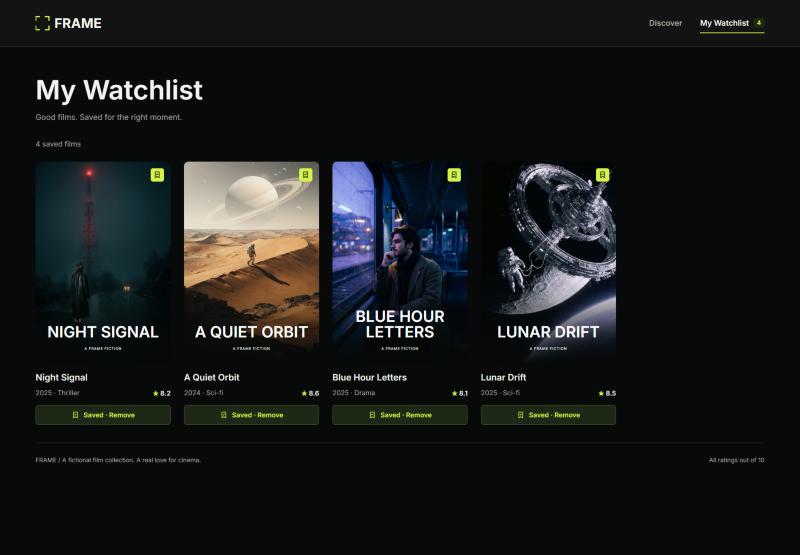 FRAME
Discover
My Watchlist 4
My Watchlist
Good films. Saved for the right moment.
4 saved films
NIGHT SIGNAL
A FRAME FICTION
A QUIET ORBIT
A FRAME FICTION
BLUE HOUR
LETTERS
A FRAME FICTION
LUNAR DRIFT
A FRAME FICTION
Night Signal
2025 · Thriller ★ 8.2
Saved · Remove
A Quiet Orbit
2024 · Sci-fi ★ 8.6
Saved · Remove
Blue Hour Letters
2025 · Drama ★ 8.1
Saved · Remove
Lunar Drift
2025 · Sci-fi ★ 8.5
Saved · Remove
FRAME / A fictional film collection. A real love for cinema.
All ratings out of 10